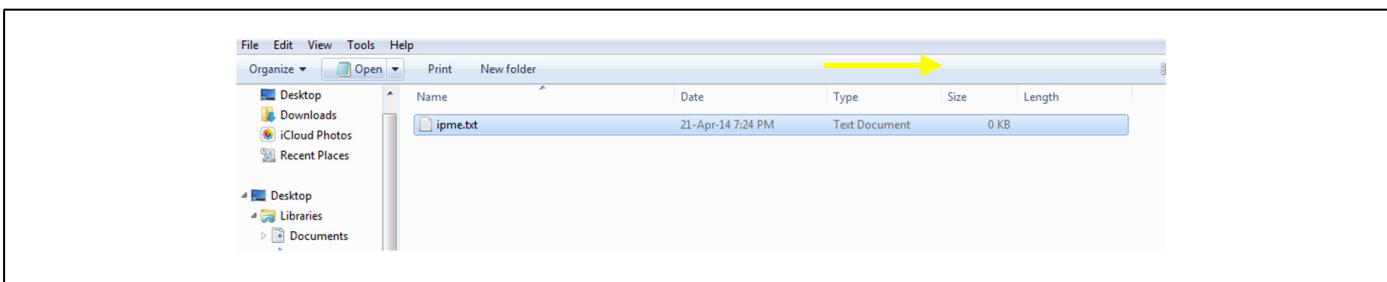 File Edit View Tools Help
Organize Open Print New folder
Desktop
Downloads
iCloud Photos
Recent Places
Desktop
Libraries
Documents
Name Date Type Size Length
ipme.txt 21-Apr-14 7:24 PM Text Document 0 KB